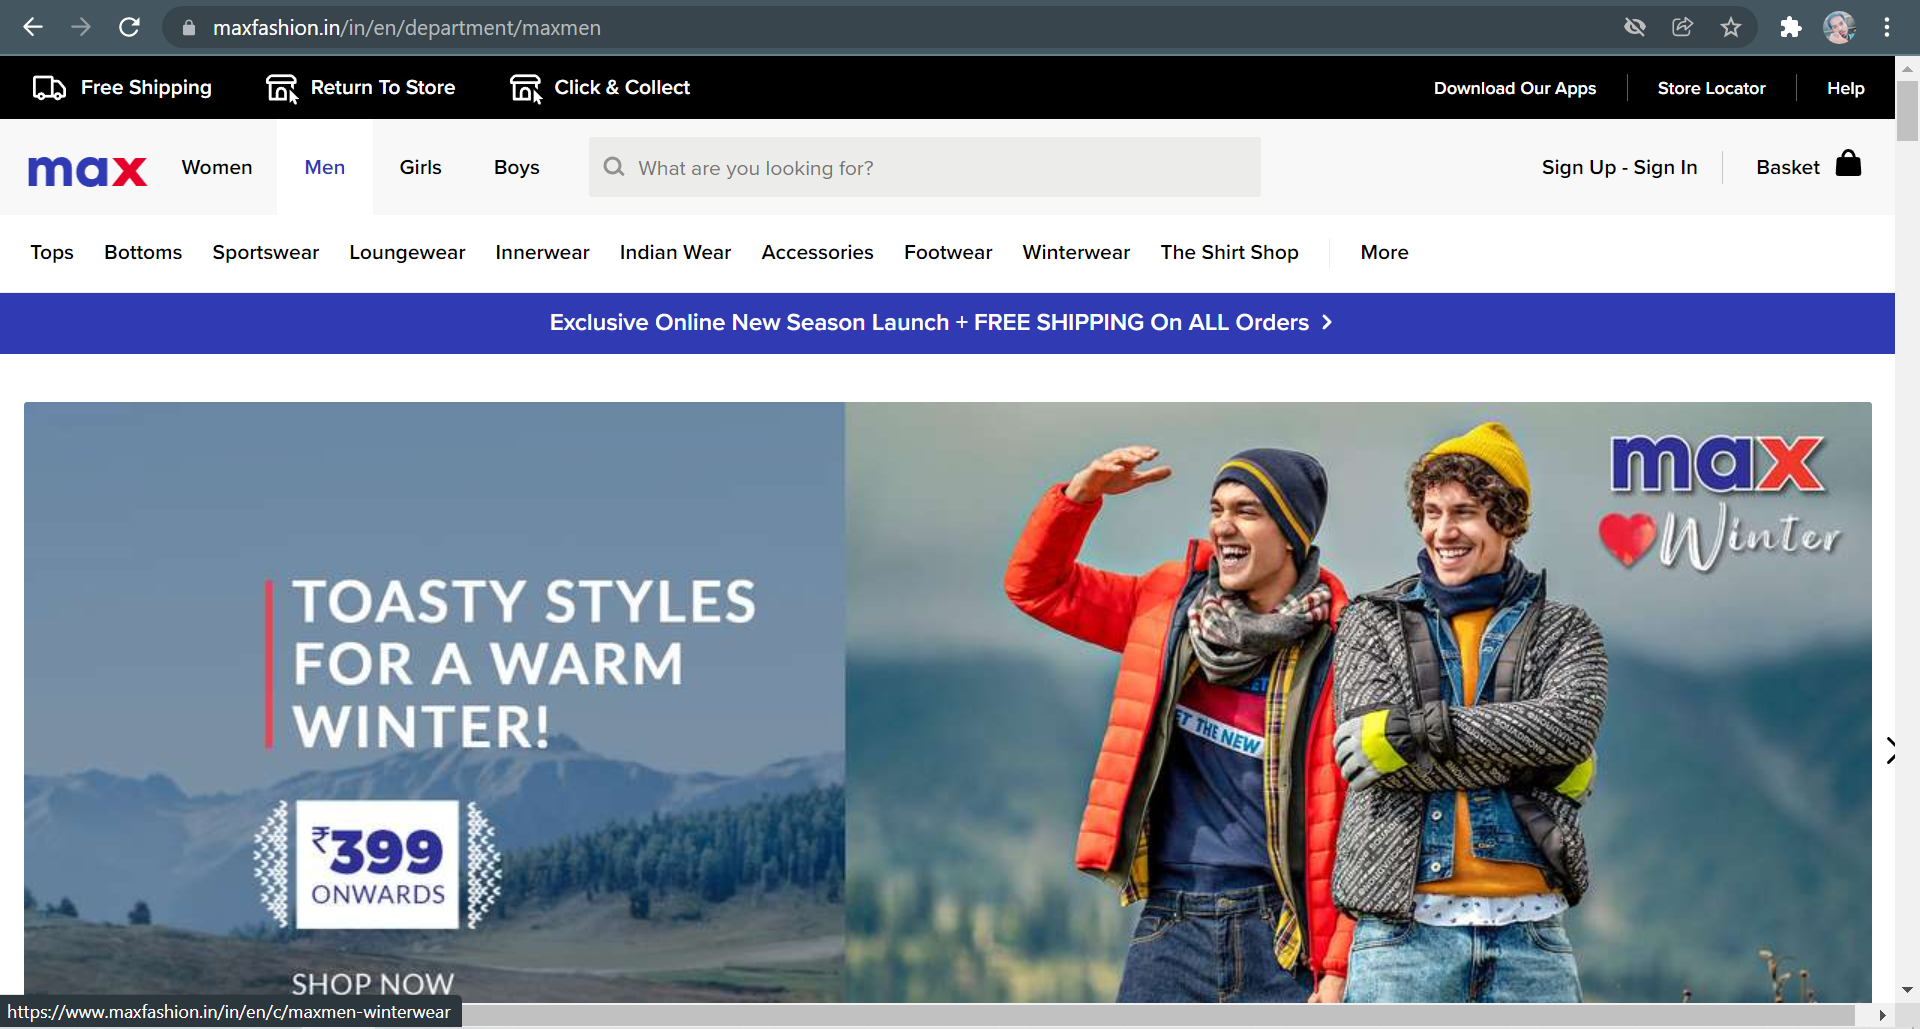 maxfashion.in/in/en/department/maxmen
Free Shipping Return To Store Click & Collect Download Our Apps Store Locator Help
max Women Men Girls Boys What are you looking for? Sign Up - Sign In Basket
Tops Bottoms Sportswear Loungewear Innerwear Indian Wear Accessories Footwear Winterwear The Shirt Shop More
Exclusive Online New Season Launch + FREE SHIPPING On ALL Orders
max
Winter
TOASTY STYLES
FOR A WARM
WINTER!
THE NEW
₹399
ONWARDS
SHOP NOW
https://www.maxfashion.in/in/en/c/maxmen-winterwear